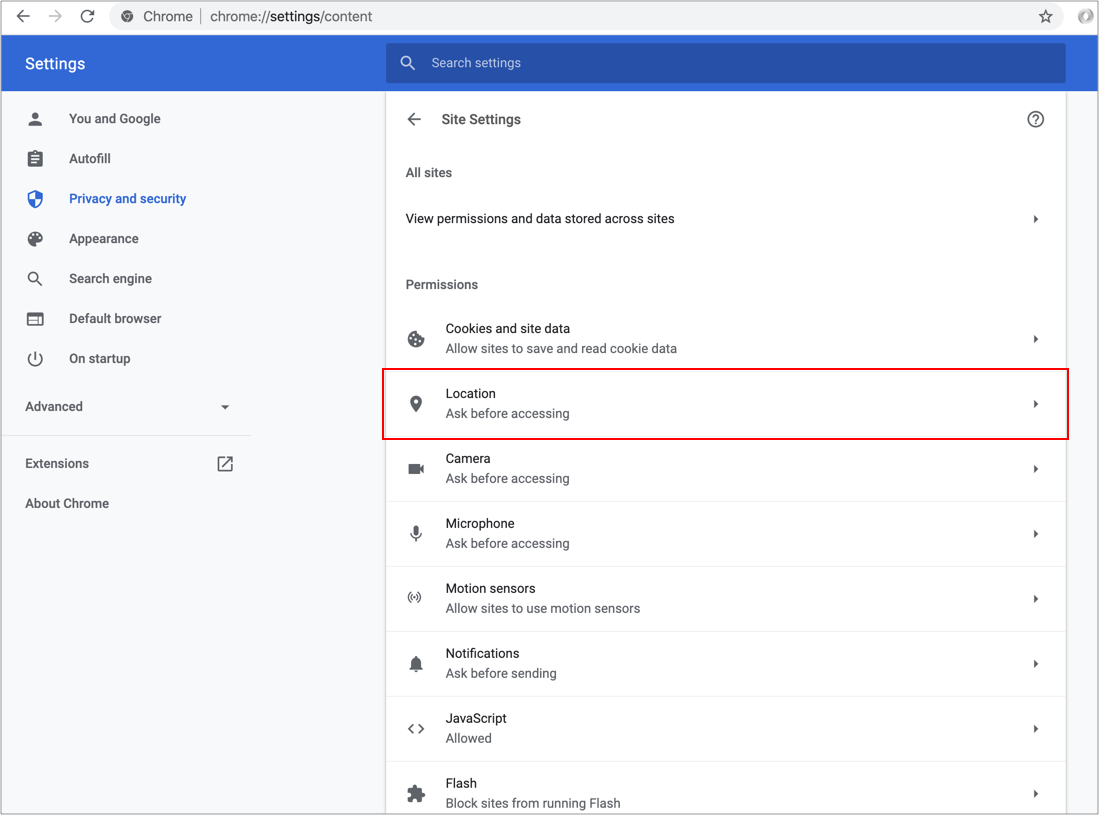 Chrome | chrome://settings/content
Settings
Search settings
You and Google
Autofill
Privacy and security
Appearance
Search engine
Default browser
On startup
Advanced
Extensions
About Chrome
Site Settings
All sites
View permissions and data stored across sites
Permissions
Cookies and site data
Allow sites to save and read cookie data
Location
Ask before accessing
Camera
Ask before accessing
Microphone
Ask before accessing
Motion sensors
Allow sites to use motion sensors
Notifications
Ask before sending
JavaScript
Allowed
Flash
Block sites from running Flash